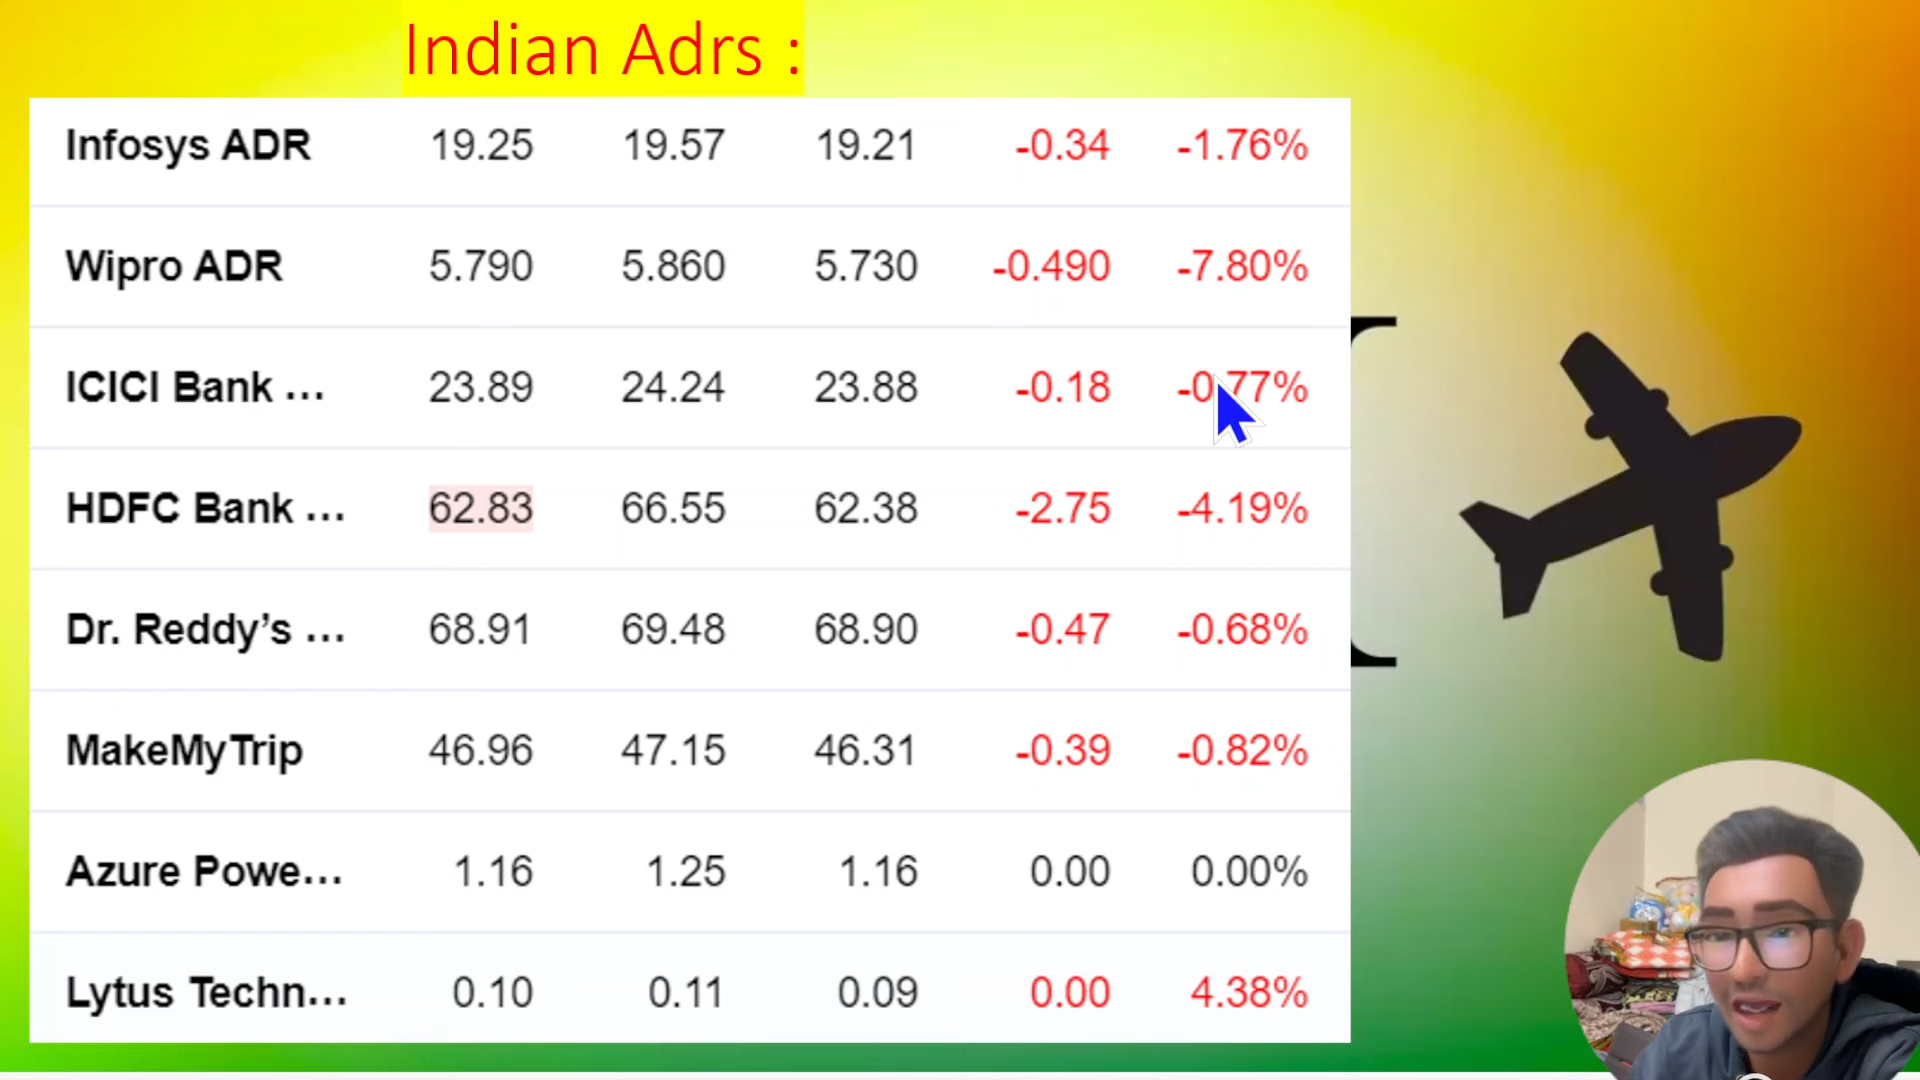 Indian Adrs :
Infosys ADR 19.25 19.57 19.21 -0.34 -1.76%
Wipro ADR 5.790 5.860 5.730 -0.490 -7.80%
ICICI Bank ... 23.89 24.24 23.88 -0.18 -0.77%
HDFC Bank ... 62.83 66.55 62.38 -2.75 -4.19%
Dr. Reddy’s ... 68.91 69.48 68.90 -0.47 -0.68%
MakeMyTrip 46.96 47.15 46.31 -0.39 -0.82%
Azure Powe... 1.16 1.25 1.16 0.00 0.00%
Lytus Techn... 0.10 0.11 0.09 0.00 4.38%